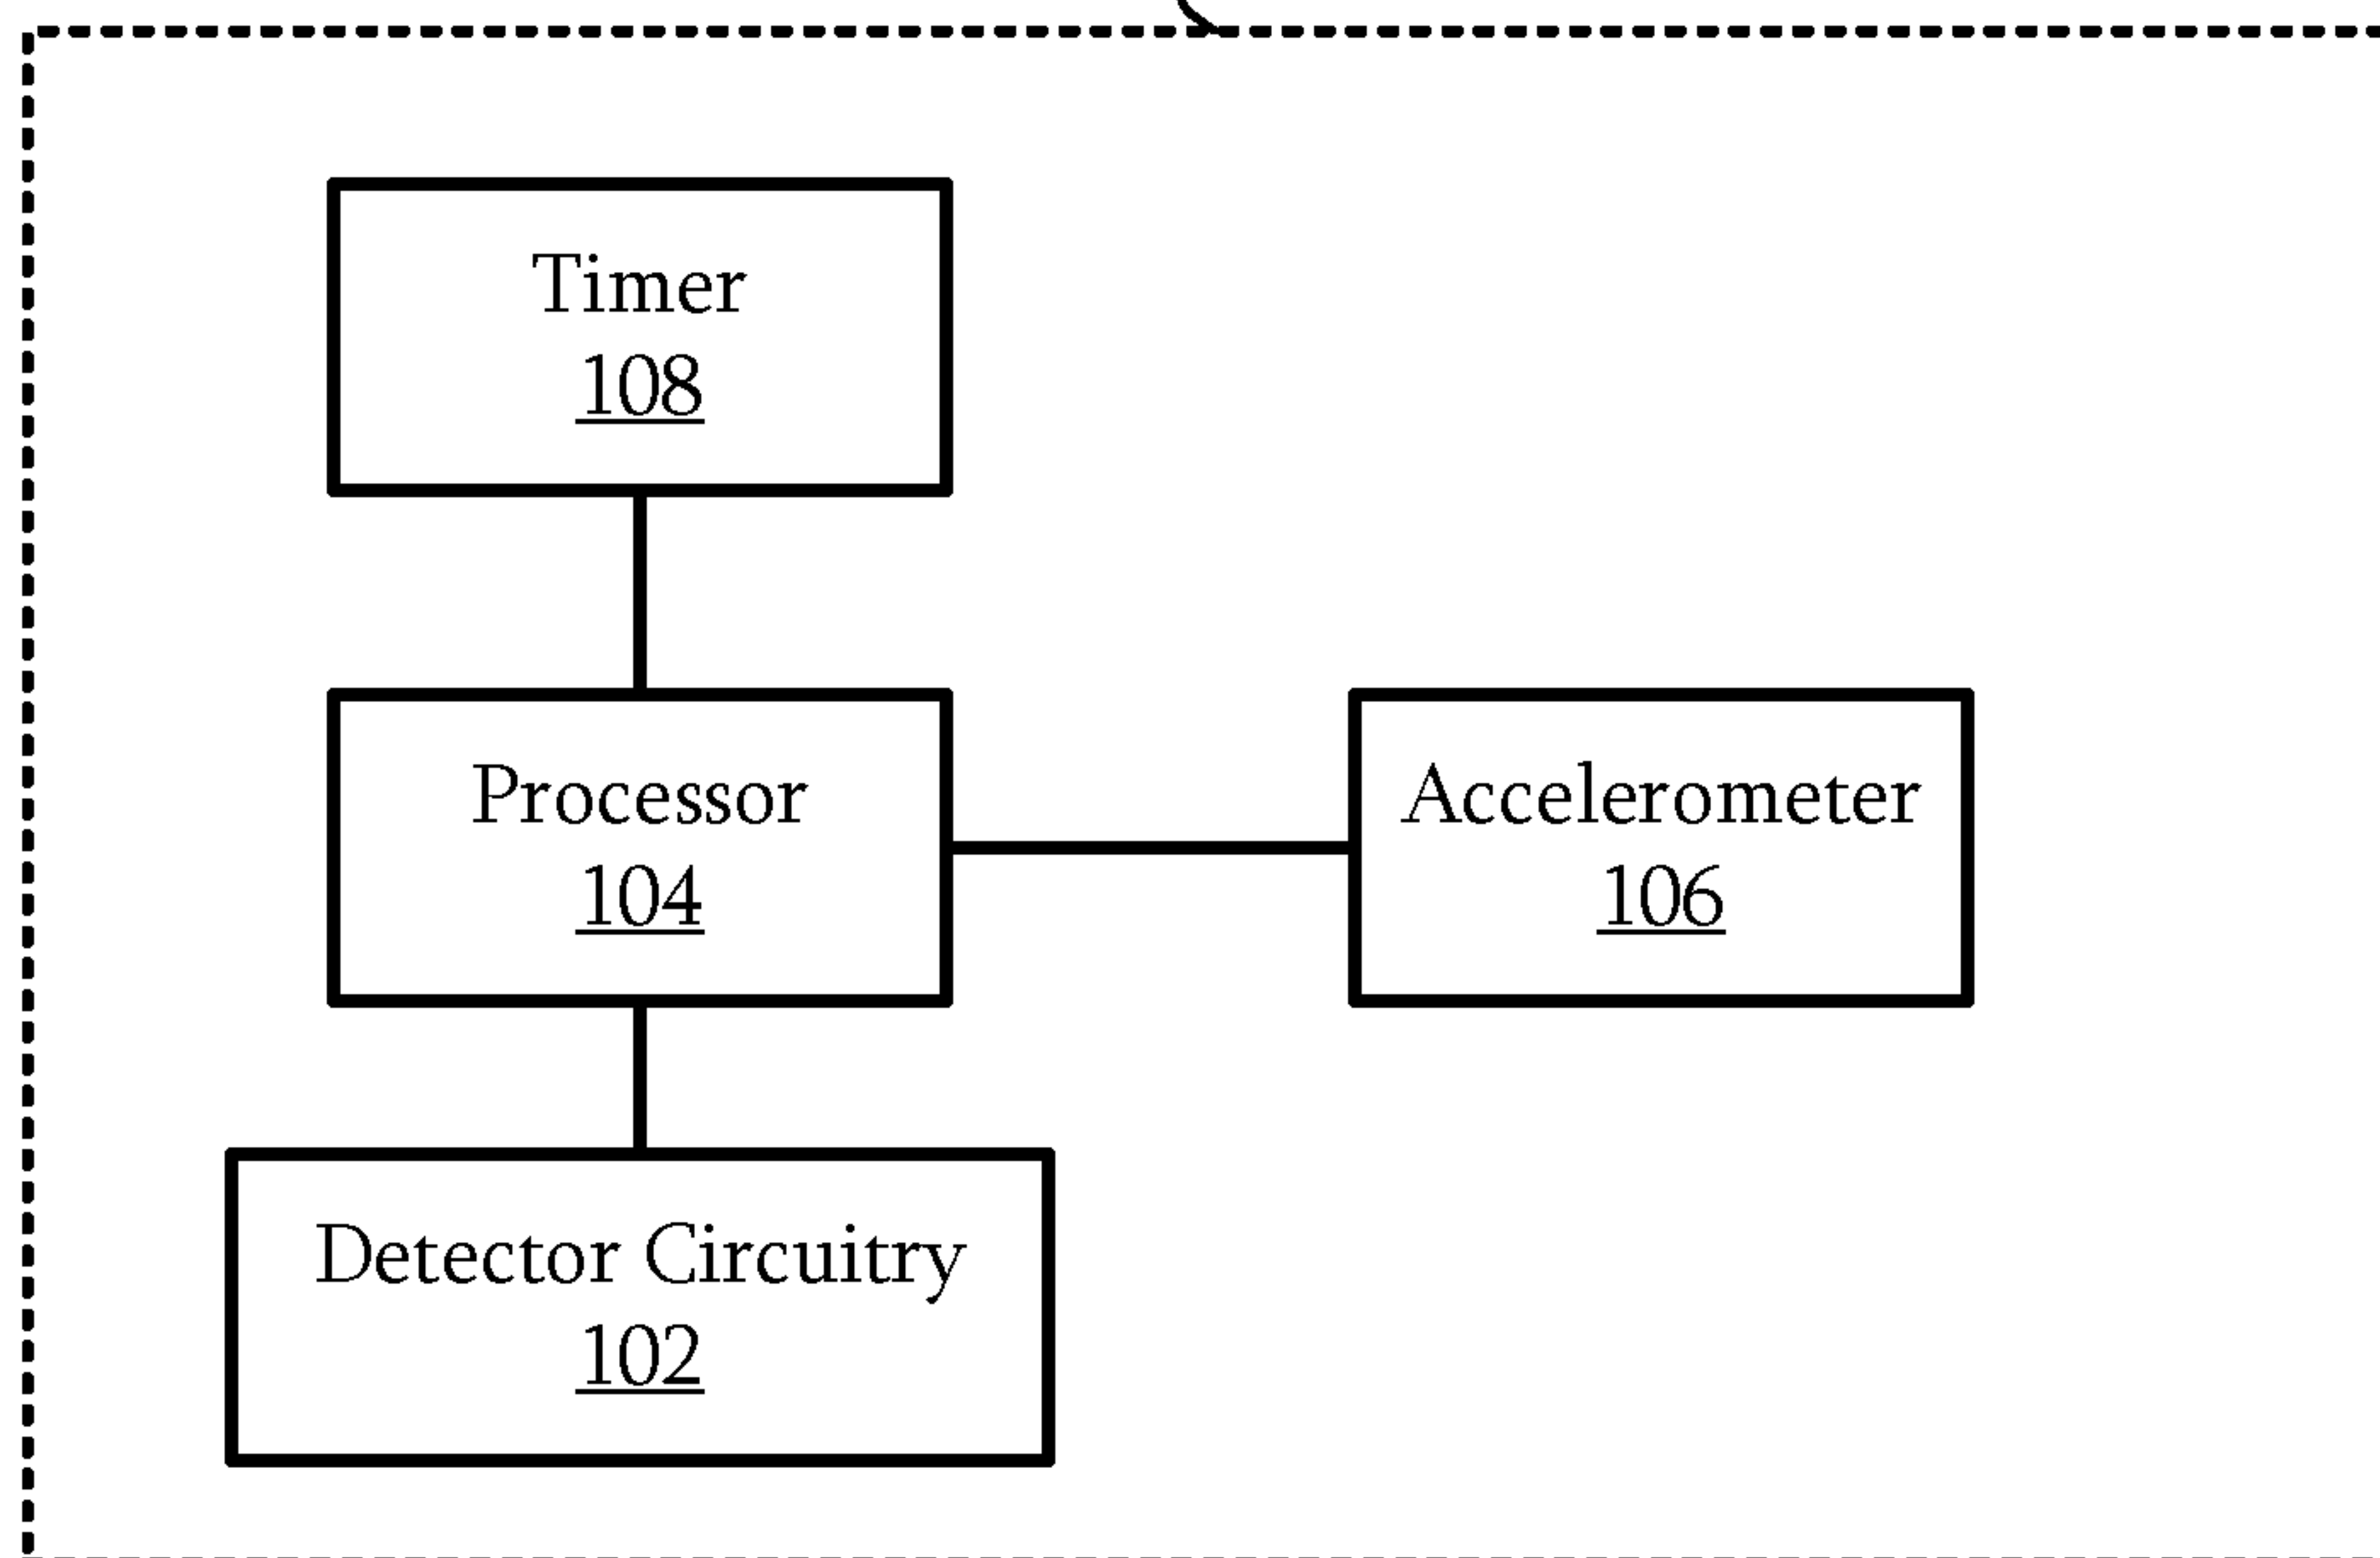 Timer
108
Processor
104
Accelerometer
106
Detector Circuitry
102